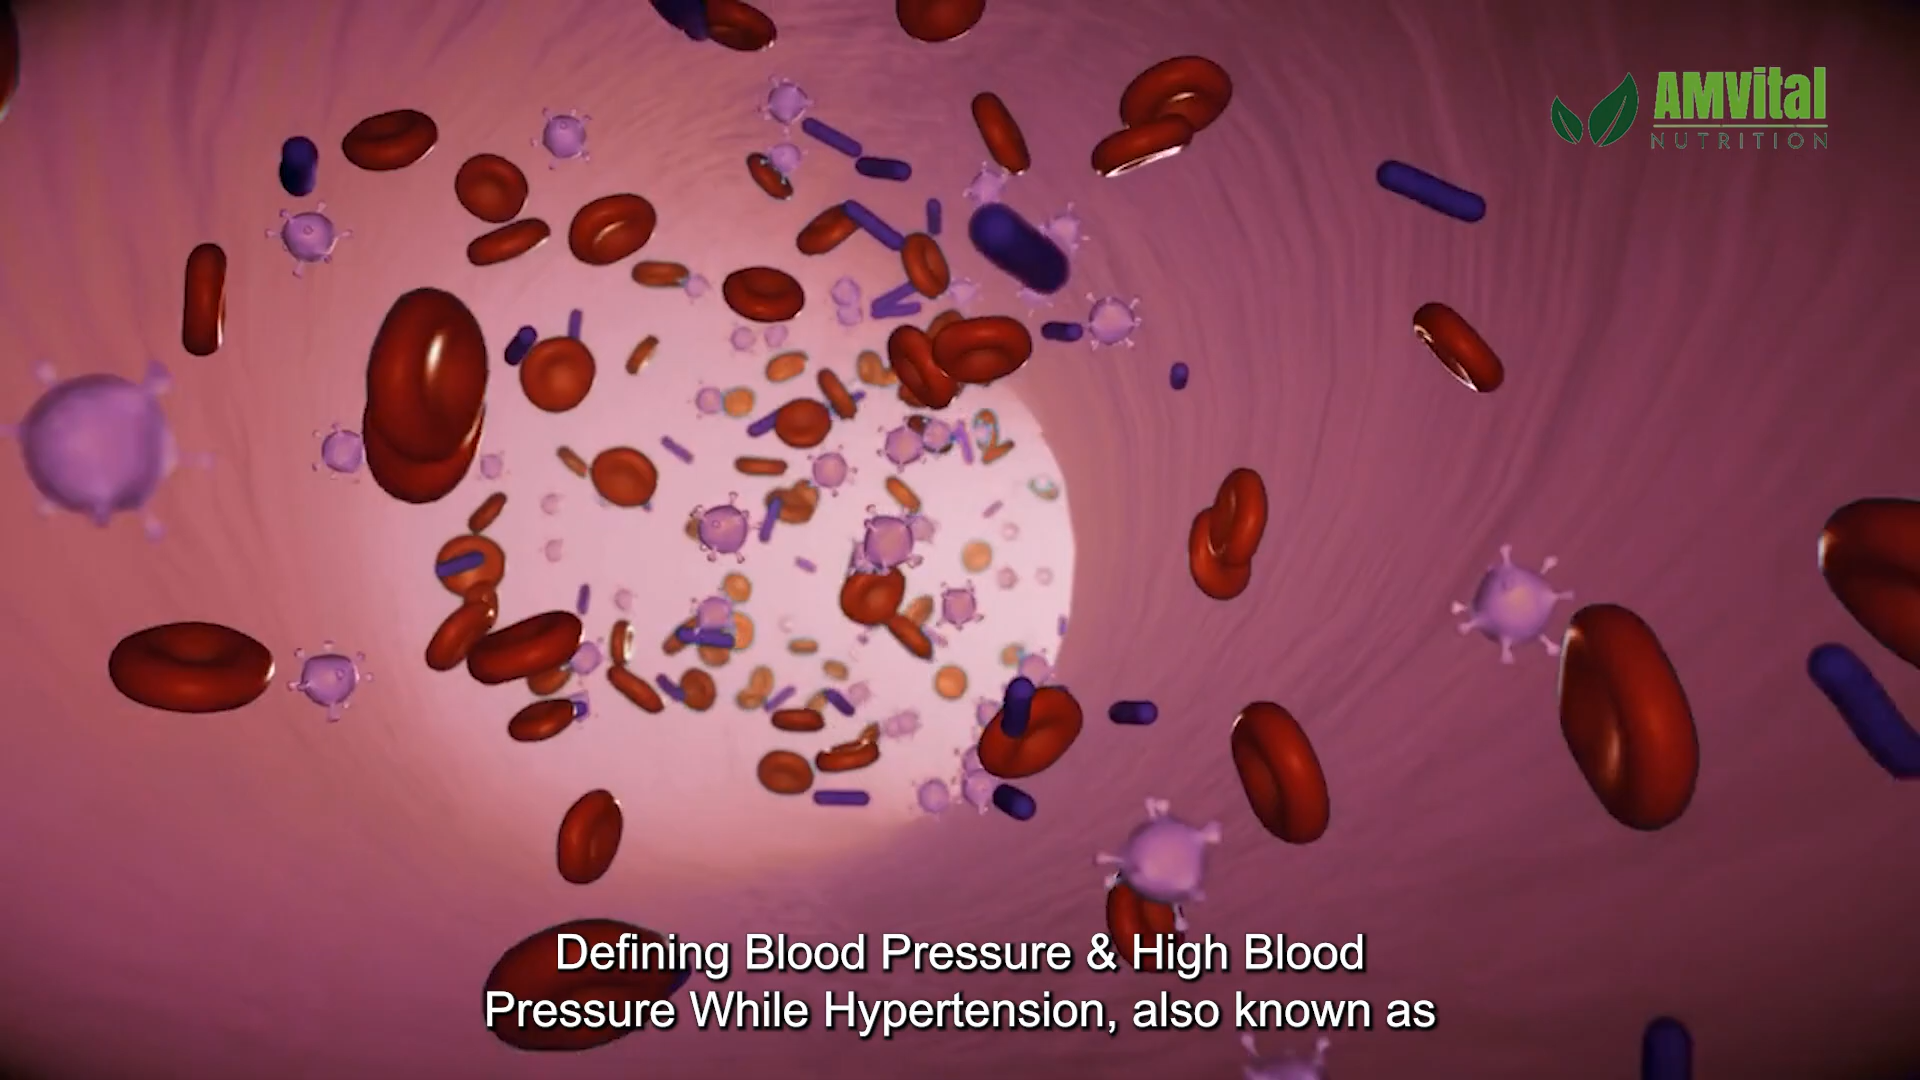 AMVital
NUTRITION
Defining Blood Pressure & High Blood
Pressure While Hypertension, also known as